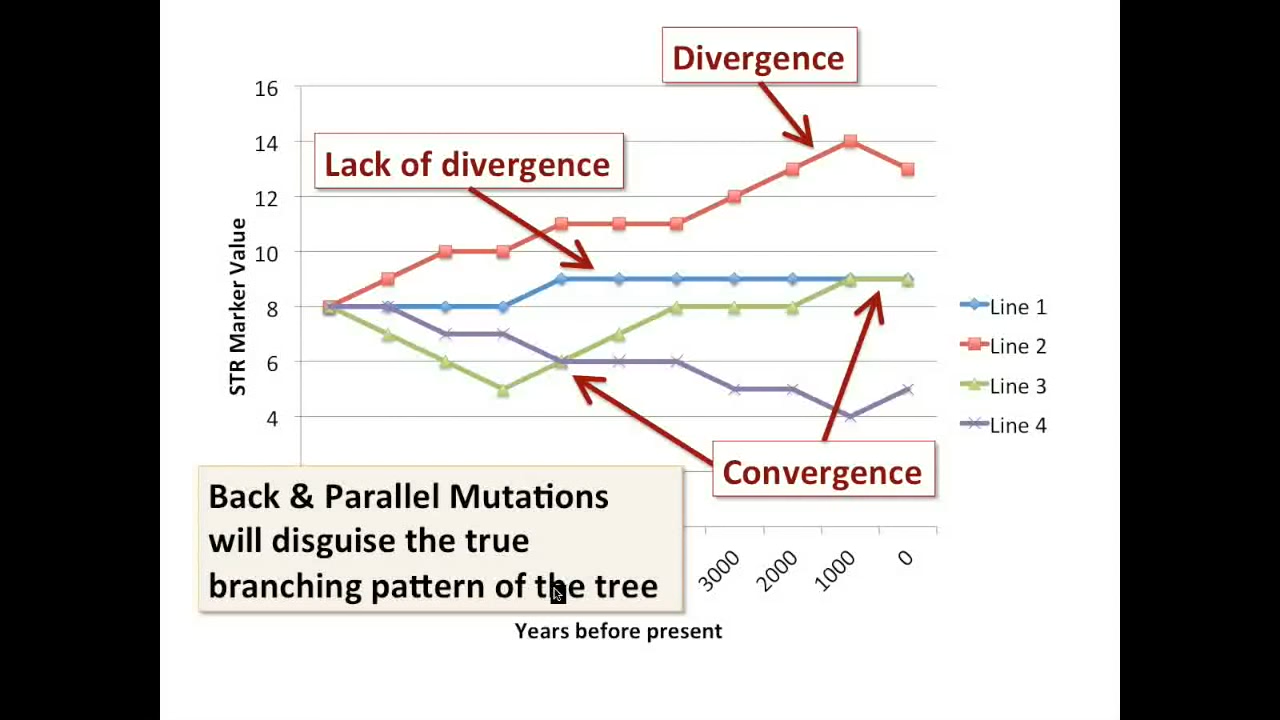 Divergence
16
14
Lack of divergence
12
10
8
6
4
STR Marker Value
Line 1
Line 2
Line 3
Line 4
Convergence
Back & Parallel Mutations
will disguise the true
branching pattern of the tree
3000
2000
1000
0
Years before present